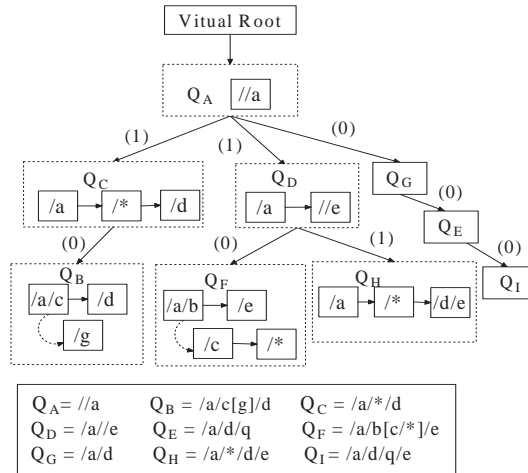 Vitual Root
Q_A //a
(1) (1) (0)
Q_C
/a /* /d
Q_D
/a //e
Q_G
(0)
Q_E
(0) (0) (1) (0)
Q_B
/a/c /d
/g
Q_F
/a/b /e
/c /*
Q_H
/a /* /d/e
Q_I
Q_A= //a Q_B = /a/c[g]/d Q_C = /a/*/d
Q_D = /a//e Q_E = /a/d/q Q_F = /a/b[c/*]/e
Q_G = /a/d Q_H = /a/*/d/e Q_I = /a/d/q/e